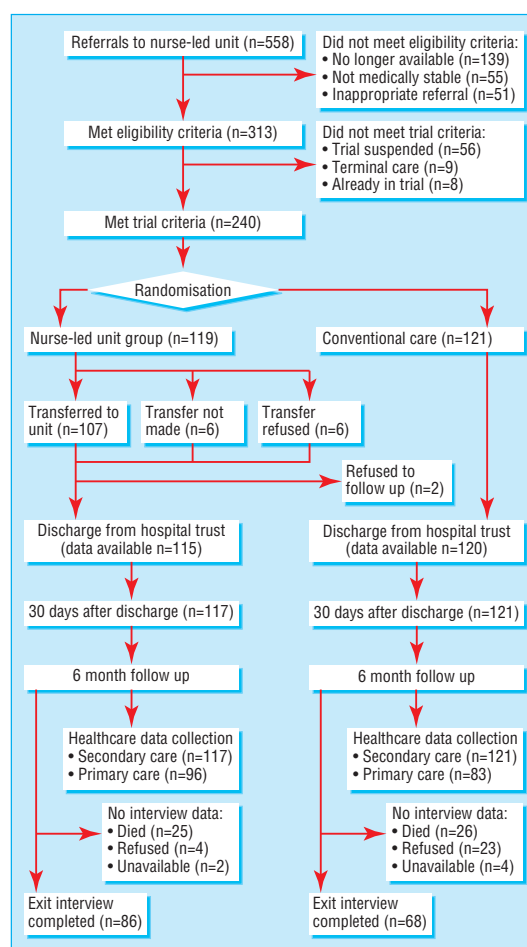 Referrals to nurse-led unit (n=558)
Did not meet eligibility criteria:
• No longer available (n=139)
• Not medically stable (n=55)
• Inappropriate referral (n=51)
Met eligibility criteria (n=313)
Did not meet trial criteria:
• Trial suspended (n=56)
• Terminal care (n=9)
• Already in trial (n=8)
Met trial criteria (n=240)
Randomisation
Nurse-led unit group (n=119)
Conventional care (n=121)
Transferred to
unit (n=107)
Transfer not
made (n=6)
Transfer
refused (n=6)
Refused to
follow up (n=2)
Discharge from hospital trust
(data available n=115)
Discharge from hospital trust
(data available n=120)
30 days after discharge (n=117)
30 days after discharge (n=121)
6 month follow up
6 month follow up
Healthcare data collection
• Secondary care (n=117)
• Primary care (n=96)
Healthcare data collection
• Secondary care (n=121)
• Primary care (n=83)
No interview data:
• Died (n=25)
• Refused (n=4)
• Unavailable (n=2)
No interview data:
• Died (n=26)
• Refused (n=23)
• Unavailable (n=4)
Exit interview
completed (n=86)
Exit interview
completed (n=68)